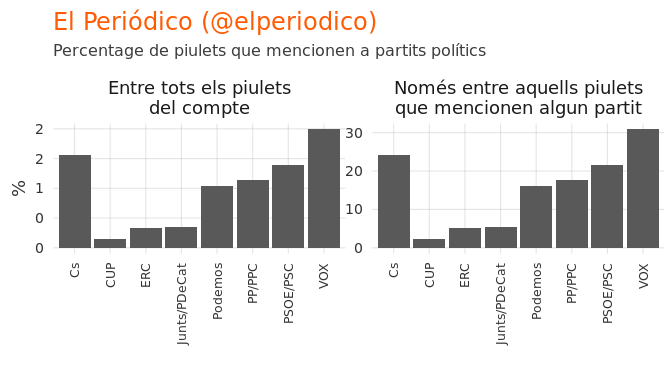 El Periódico (@elperiodico)
Percentage de piulets que mencionen a partits polítics
Entre tots els piulets
del compte
%
2
2
1
0
0
Cs
CUP
ERC
Junts/PDeCat
Podemos
PP/PPC
PSOE/PSC
VOX
Només entre aquells piulets
que mencionen algun partit
30
20
10
0
Cs
CUP
ERC
Junts/PDeCat
Podemos
PP/PPC
PSOE/PSC
VOX